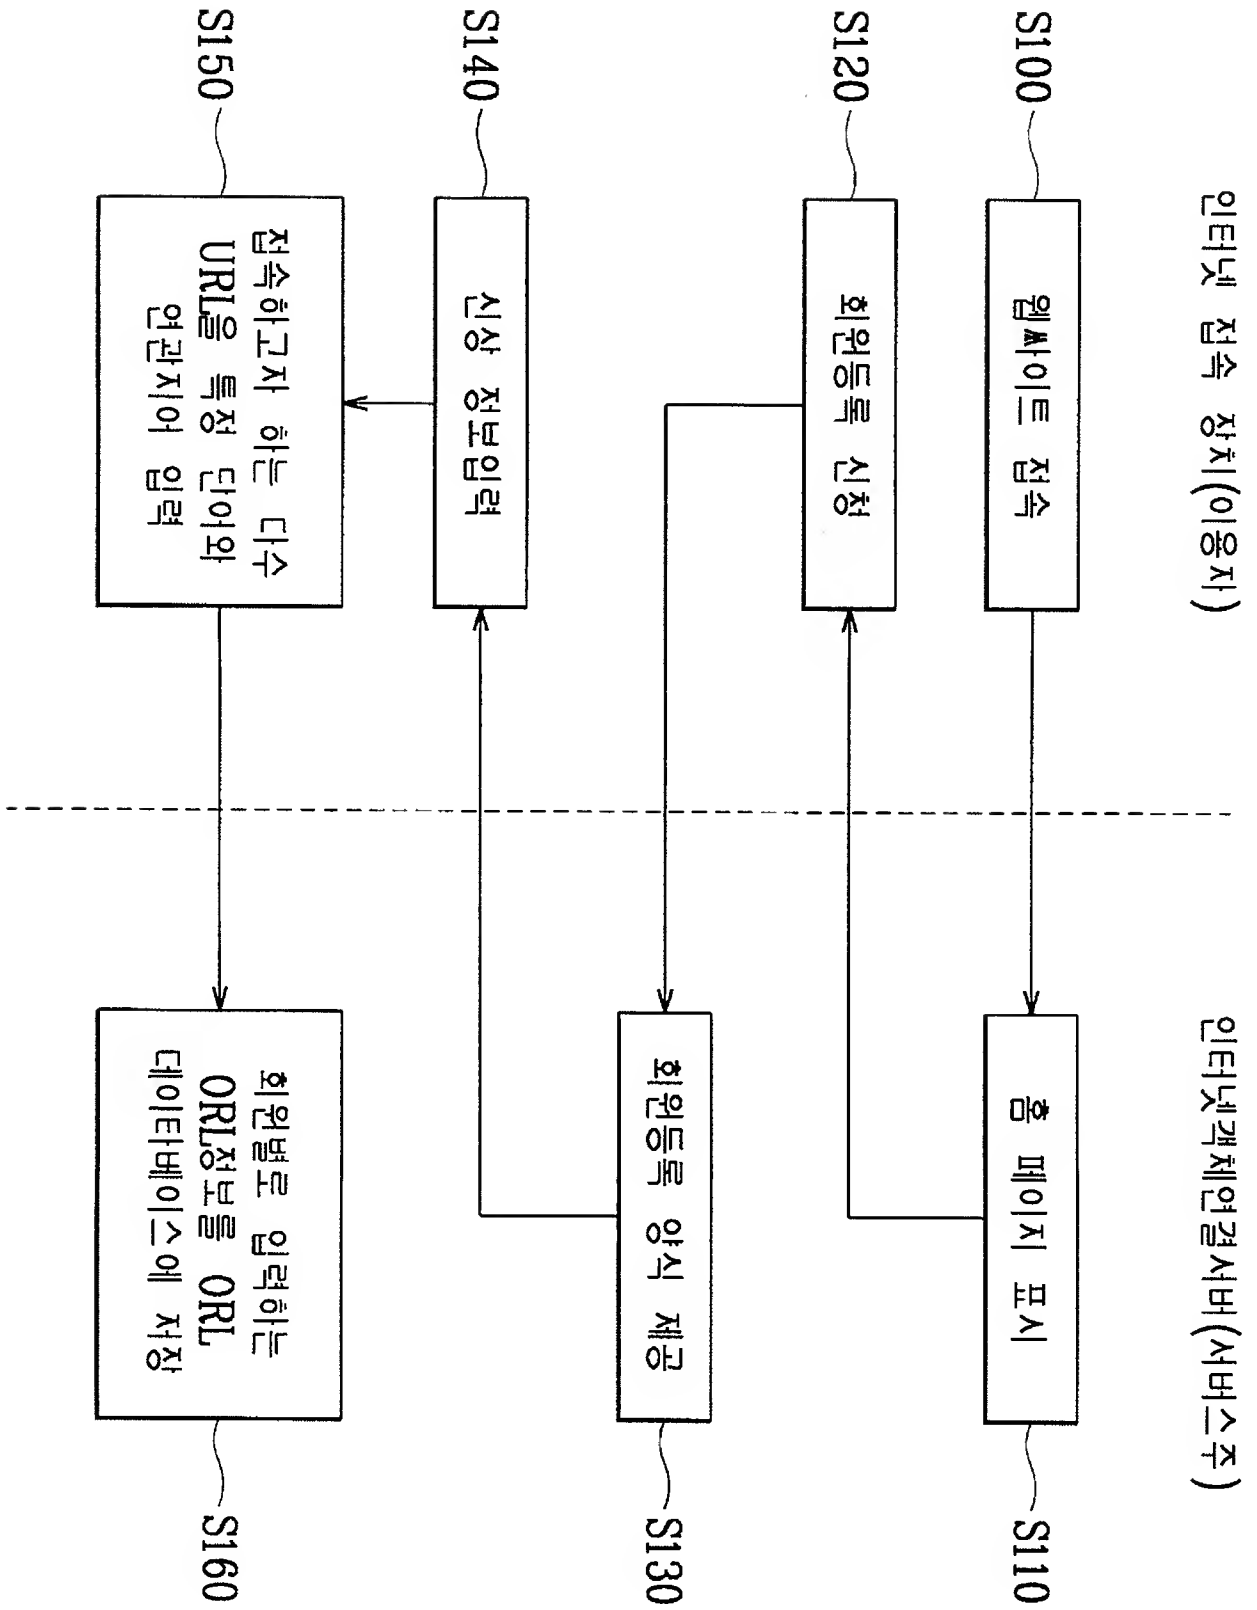 인터넷 접속 장치(이용자)
인터넷객체연결서버(서버스주)
S100
웹싸이트 접속
홈 페이지 표시
S110
S120
회원등록 신청
회원등록 양식 제공
S130
S140
신상 정보입력
S150
접속하고자 하는 다수
URL을 특정 단어와
연관지어 입력
회원별로 입력하는
ORL정보를 ORL
데이타베이스에 저장
S160